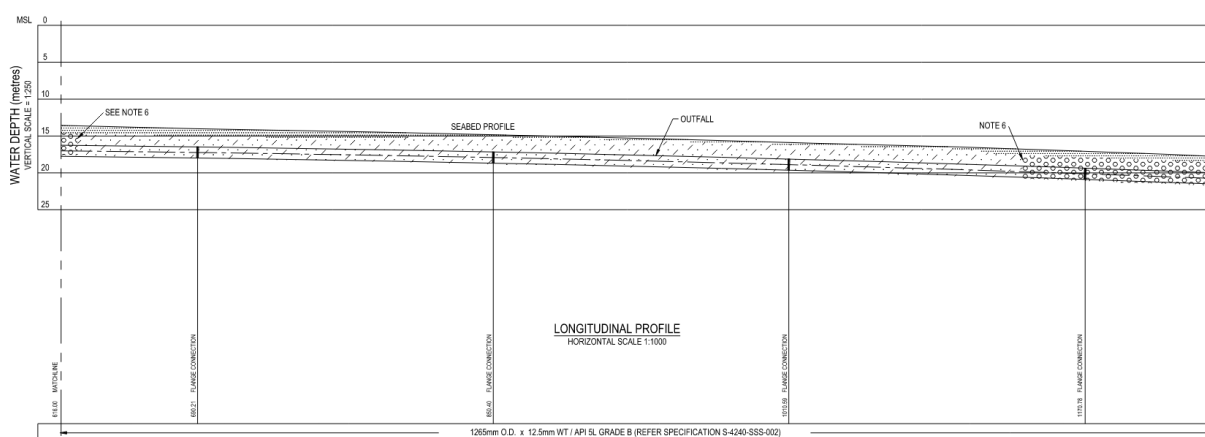 MSL
0
5
10
15
20
25
WATER DEPTH (metres)
VERTICAL SCALE = 1:250
SEE NOTE 6
SEABED PROFILE
OUTFALL
NOTE 6
LONGITUDINAL PROFILE
HORIZONTAL SCALE 1:1000
616.00 MATCHLINE
690.21 FLANGE CONNECTION
850.40 FLANGE CONNECTION
1010.59 FLANGE CONNECTION
1170.78 FLANGE CONNECTION
1265mm O.D. x 12.5mm WT / API 5L GRADE B (REFER SPECIFICATION S-4240-SSS-002)